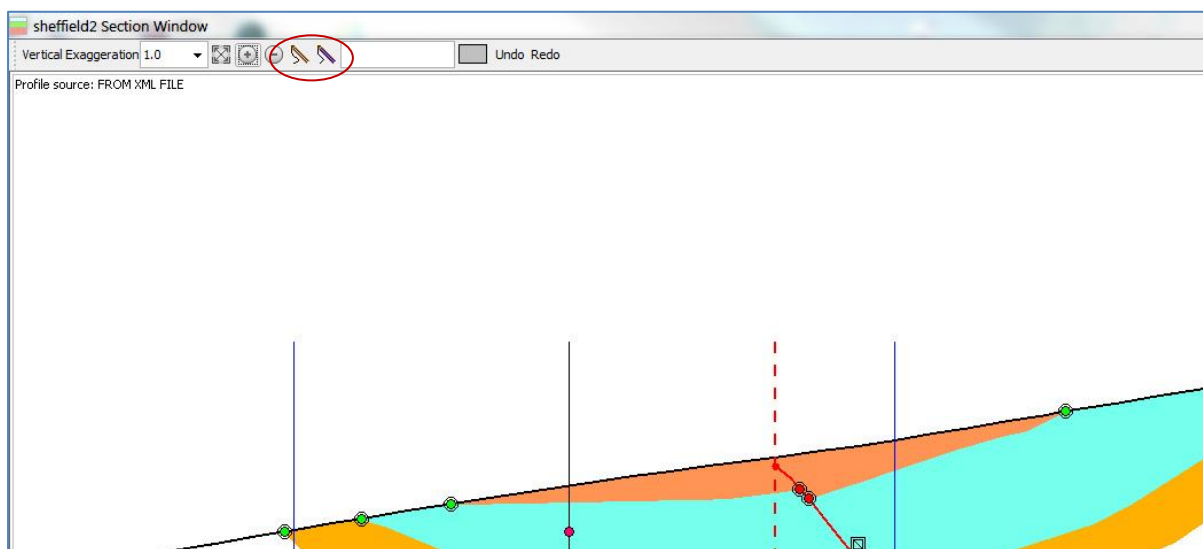 sheffield2 Section Window
Vertical Exaggeration 1.0 Undo Redo
Profile source: FROM XML FILE